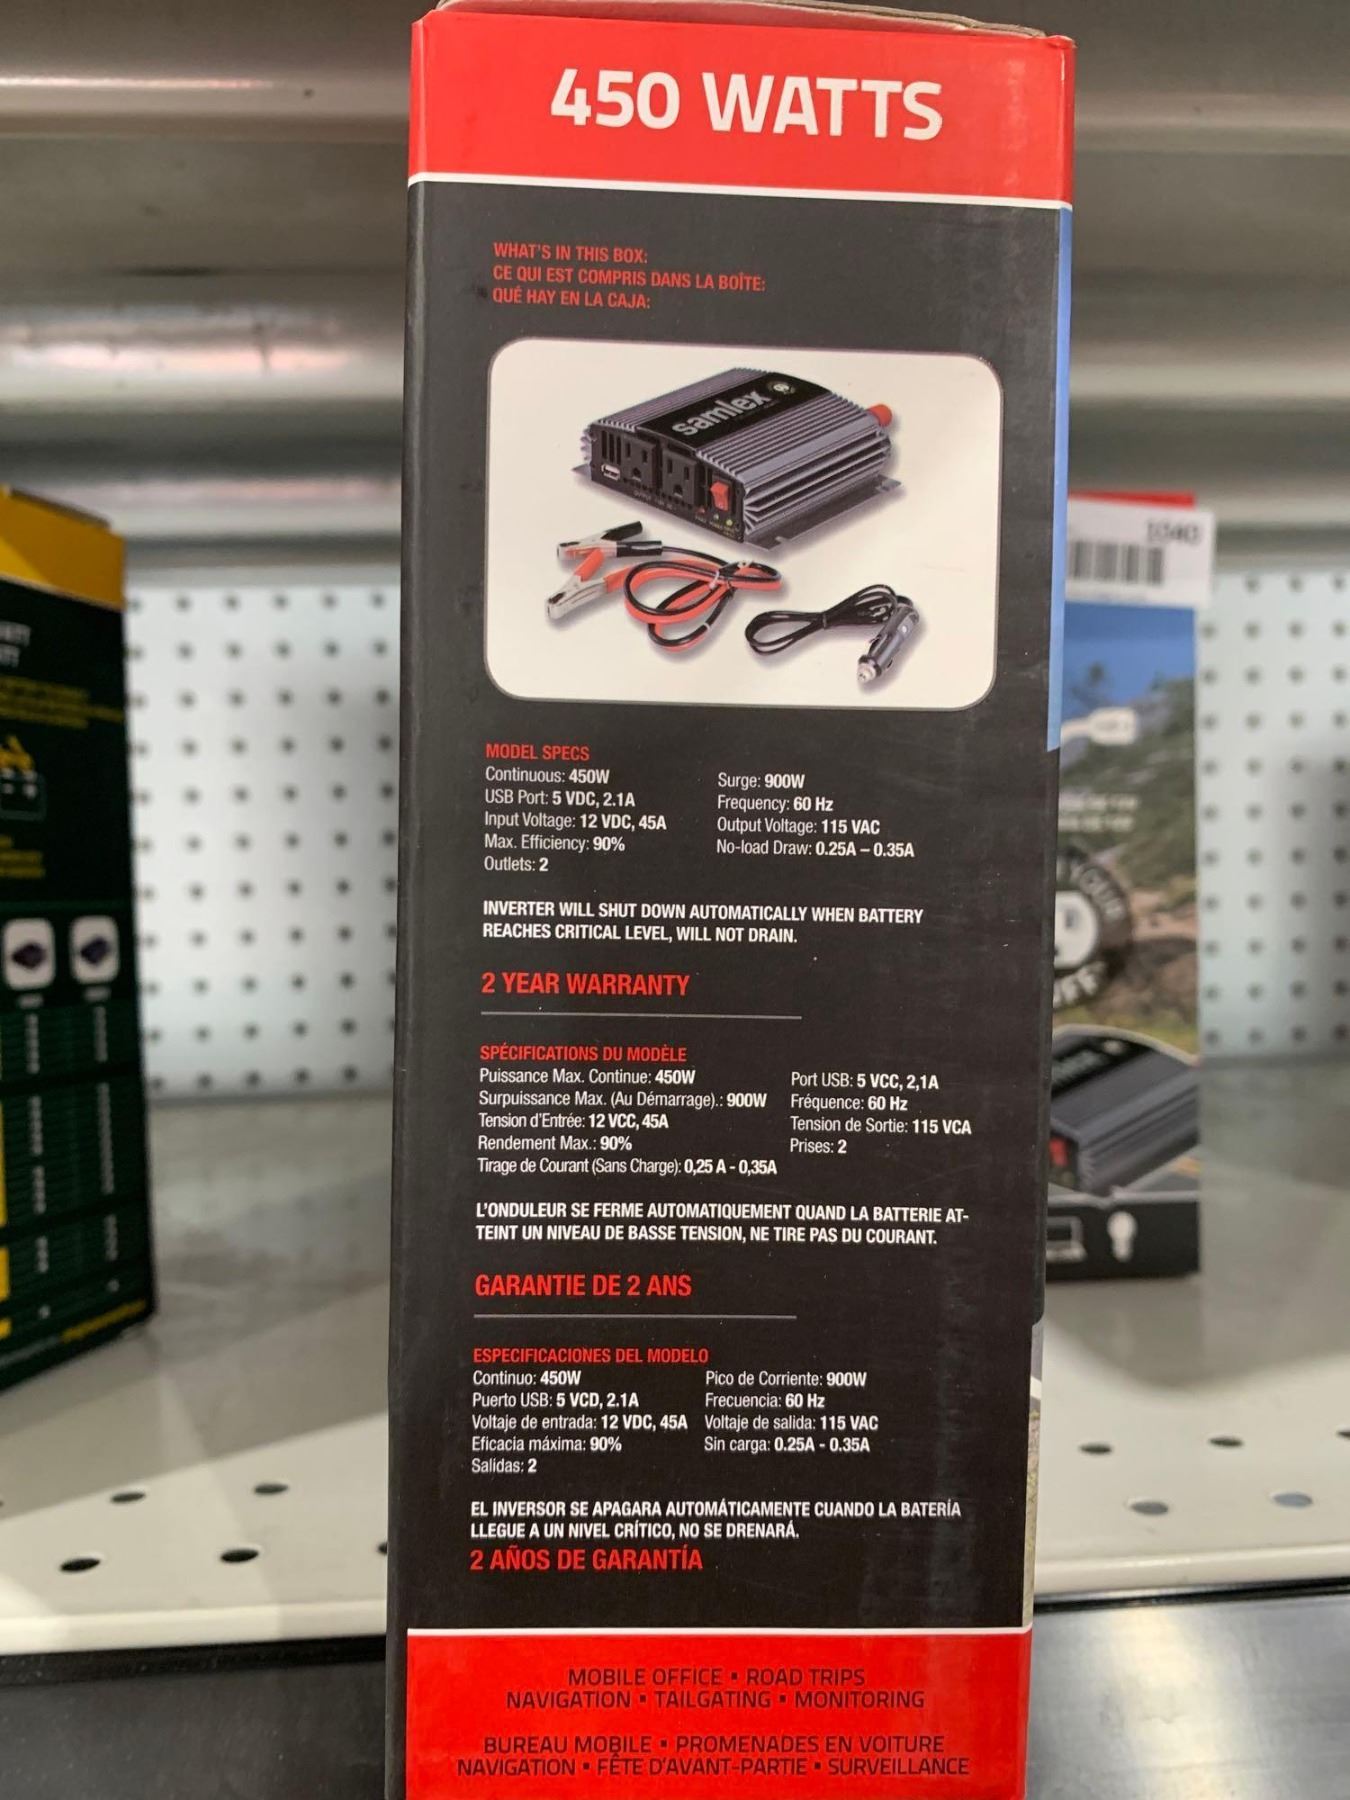 450 WATTS
WHAT'S IN THIS BOX:
CE QUI EST COMPRIS DANS LA BOÎTE:
QUÉ HAY EN LA CAJA:
samlex
MODEL SPECS
Continuous: 450W
Surge: 900W
USB Port: 5 VDC, 2.1A
Frequency: 60 Hz
Input Voltage: 12 VDC, 45A
Output Voltage: 115 VAC
Max. Efficiency: 90%
No-load Draw: 0.25A – 0.35A
Outlets: 2
INVERTER WILL SHUT DOWN AUTOMATICALLY WHEN BATTERY
REACHES CRITICAL LEVEL, WILL NOT DRAIN.
2 YEAR WARRANTY
SPÉCIFICATIONS DU MODÈLE
Puissance Max. Continue: 450W
Port USB: 5 VCC, 2,1A
Surpuissance Max. (Au Démarrage).: 900W
Fréquence: 60 Hz
Tension d'Entrée: 12 VCC, 45A
Tension de Sortie: 115 VCA
Rendement Max.: 90%
Prises: 2
Tirage de Courant (Sans Charge): 0,25 A - 0,35A
L'ONDULEUR SE FERME AUTOMATIQUEMENT QUAND LA BATTERIE AT-
TEINT UN NIVEAU DE BASSE TENSION, NE TIRE PAS DU COURANT.
GARANTIE DE 2 ANS
ESPECIFICACIONES DEL MODELO
Continuo: 450W
Pico de Corriente: 900W
Puerto USB: 5 VCD, 2.1A
Frecuencia: 60 Hz
Voltaje de entrada: 12 VDC, 45A
Voltaje de salida: 115 VAC
Eficacia máxima: 90%
Sin carga: 0.25A - 0.35A
Salidas: 2
EL INVERSOR SE APAGARA AUTOMÁTICAMENTE CUANDO LA BATERÍA
LLEGUE A UN NIVEL CRÍTICO, NO SE DRENARÁ.
2 AÑOS DE GARANTÍA
MOBILE OFFICE ▪ ROAD TRIPS
NAVIGATION ▪ TAILGATING ▪ MONITORING
BUREAU MOBILE ▪ PROMENADES EN VOITURE
NAVIGATION ▪ FÊTE D'AVANT-PARTIE ▪ SURVEILLANCE